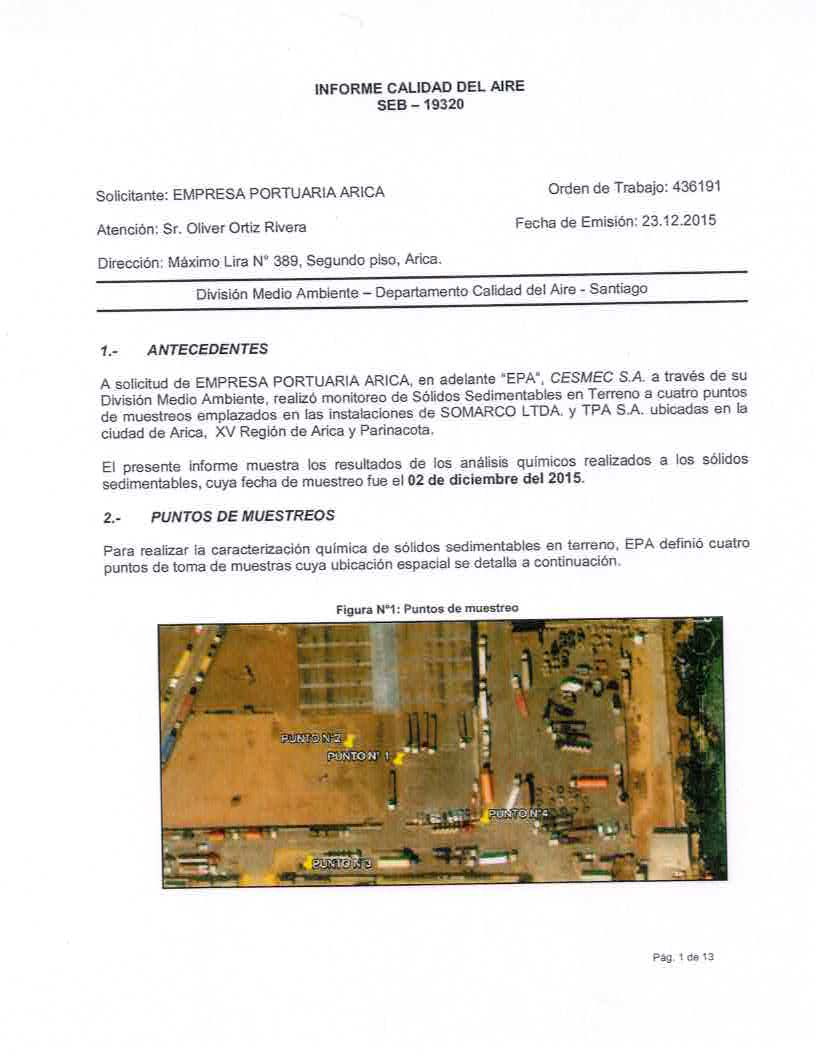 INFORME CALIDAD DEL AIRE
SEB – 19320
Solicitante: EMPRESA PORTUARIA ARICA
Orden de Trabajo: 436191
Atención: Sr. Oliver Ortiz Rivera
Fecha de Emisión: 23.12.2015
Dirección: Máximo Lira N° 389, Segundo piso, Arica.
División Medio Ambiente – Departamento Calidad del Aire - Santiago
1.- ANTECEDENTES
A solicitud de EMPRESA PORTUARIA ARICA, en adelante "EPA", CESMEC S.A. a través de su
División Medio Ambiente, realizó monitoreo de Sólidos Sedimentables en Terreno a cuatro puntos
de muestreos emplazados en las instalaciones de SOMARCO LTDA. y TPA S.A. ubicadas en la
ciudad de Arica, XV Región de Arica y Parinacota.
El presente informe muestra los resultados de los análisis químicos realizados a los sólidos
sedimentables, cuya fecha de muestreo fue el 02 de diciembre del 2015.
2.- PUNTOS DE MUESTREOS
Para realizar la caracterización química de sólidos sedimentables en terreno, EPA definió cuatro
puntos de toma de muestras cuya ubicación espacial se detalla a continuación.
Figura N°1: Puntos de muestreo
PUNTO N°2
PUNTO N° 1
PUNTO N°4
PUNTO N°3
Pág. 1 de 13